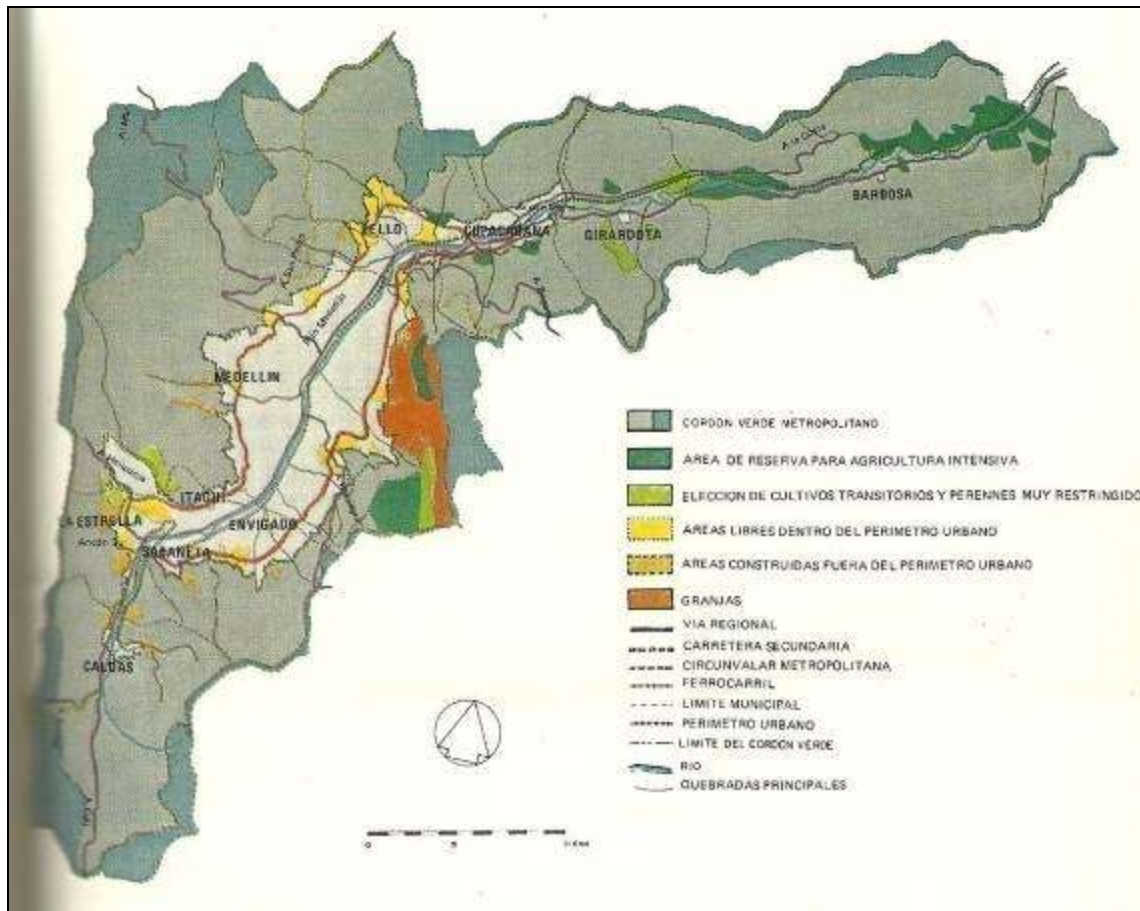 BELLO
COPACABANA
GIRARDOTA
BARBOSA
MEDELLIN
ITAGUI
LA ESTRELLA
ENVIGADO
SABANETA
CALDAS
CORDON VERDE METROPOLITANO
AREA DE RESERVA PARA AGRICULTURA INTENSIVA
ELECCION DE CULTIVOS TRANSITORIOS Y PERENNES MUY RESTRINGIDO
AREAS LIBRES DENTRO DEL PERIMETRO URBANO
AREAS CONSTRUIDAS FUERA DEL PERIMETRO URBANO
GRANJAS
VIA REGIONAL
CARRETERA SECUNDARIA
CIRCUNVALAR METROPOLITANA
FERROCARRIL
LIMITE MUNICIPAL
PERIMETRO URBANO
LIMITE DEL CORDON VERDE
RIO
QUEBRADAS PRINCIPALES
0 5